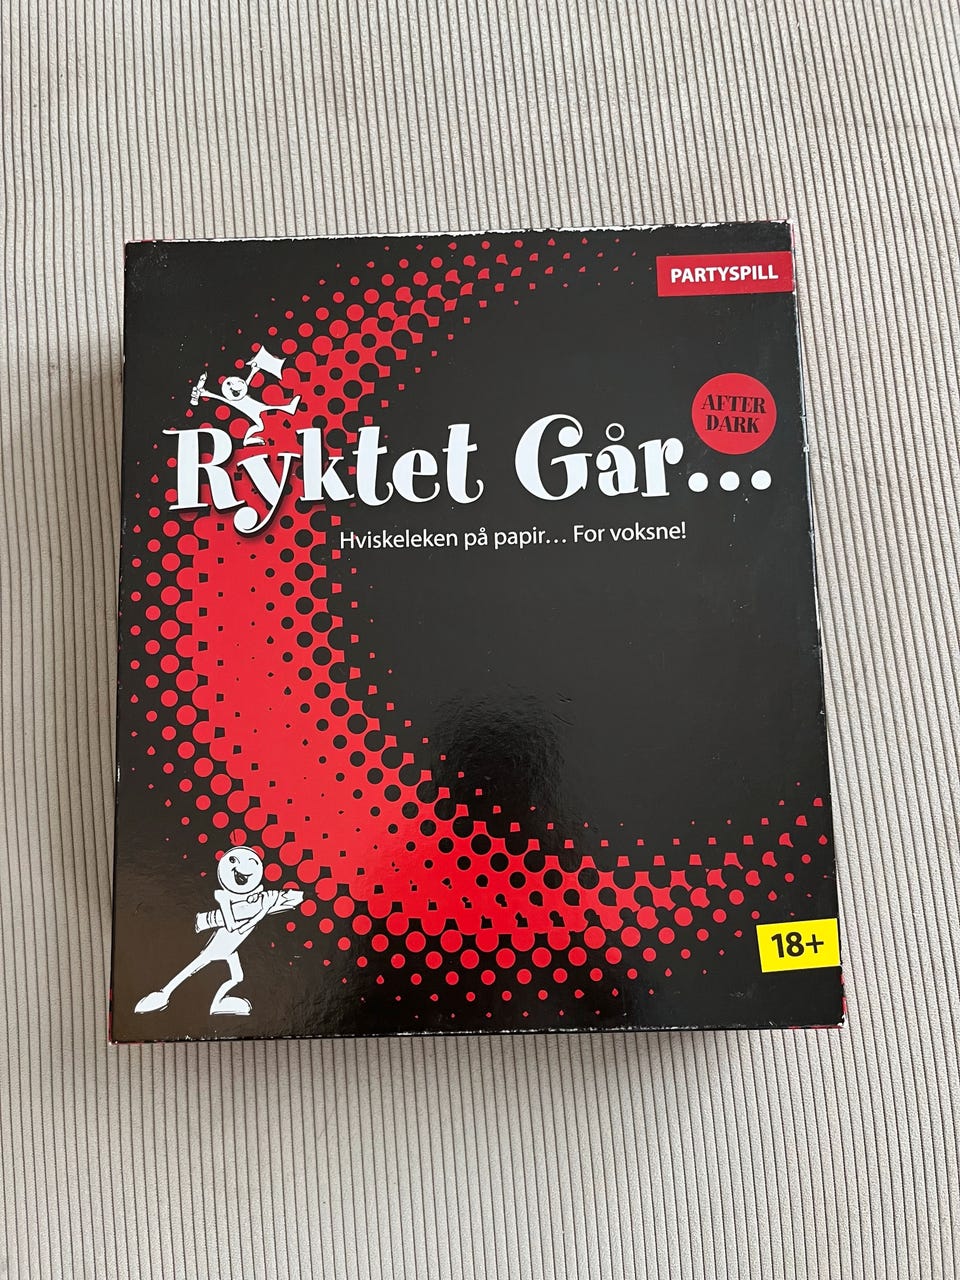 PARTYSPILL
AFTER
DARK
Ryktet Går...
Hviskeleken på papir... For voksne!
18+